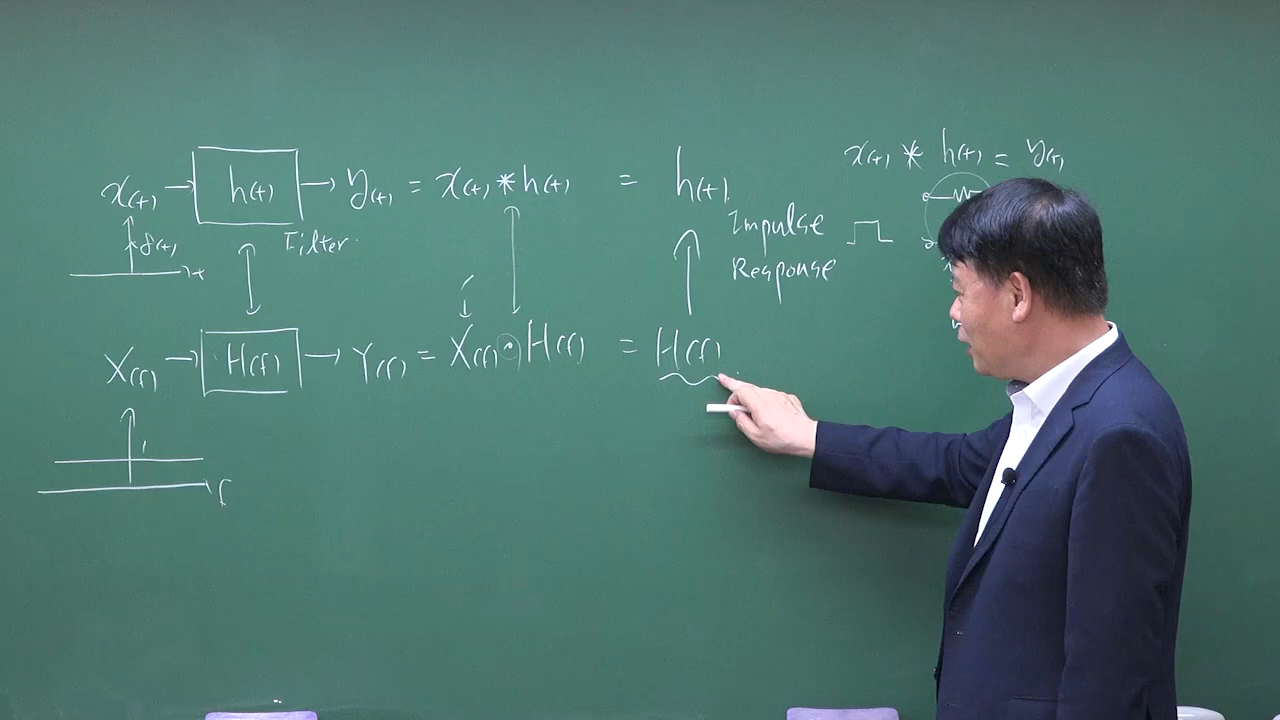 x(t) → h(t) → y(t) = x(t) * h(t) = h(t)
x(t) * h(t) = y(t)
δ(t)
t
Filter
Impulse
Response
X(f) → H(f) → Y(f) = X(f) · H(f) = H(f)
1
f